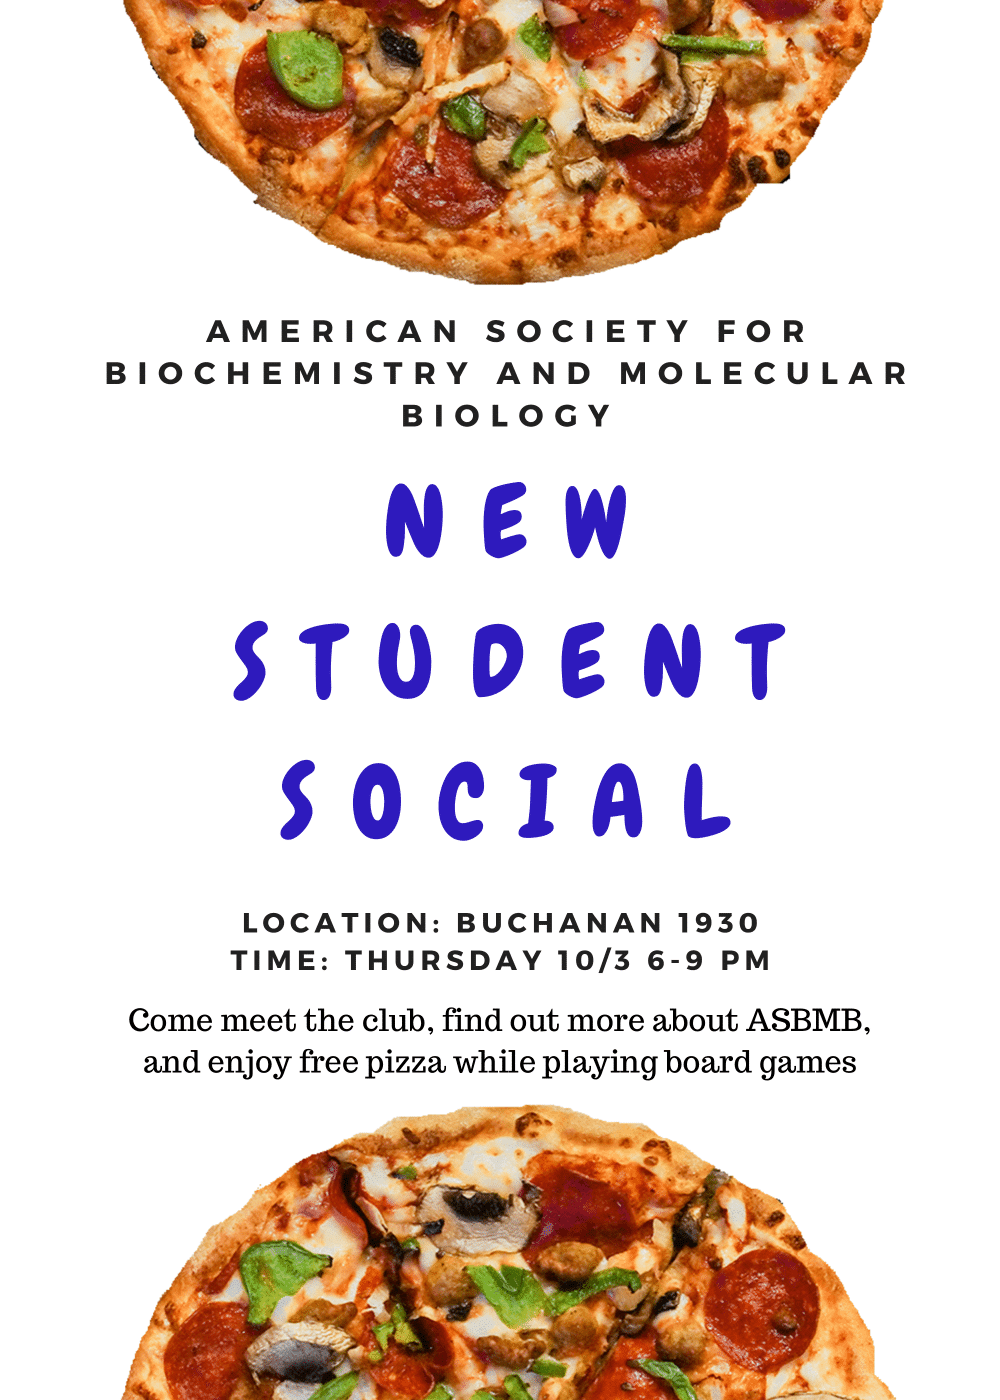 AMERICAN SOCIETY FOR
BIOCHEMISTRY AND MOLECULAR
BIOLOGY
NEW
STUDENT
SOCIAL
LOCATION: BUCHANAN 1930
TIME: THURSDAY 10/3 6-9 PM
Come meet the club, find out more about ASBMB,
and enjoy free pizza while playing board games